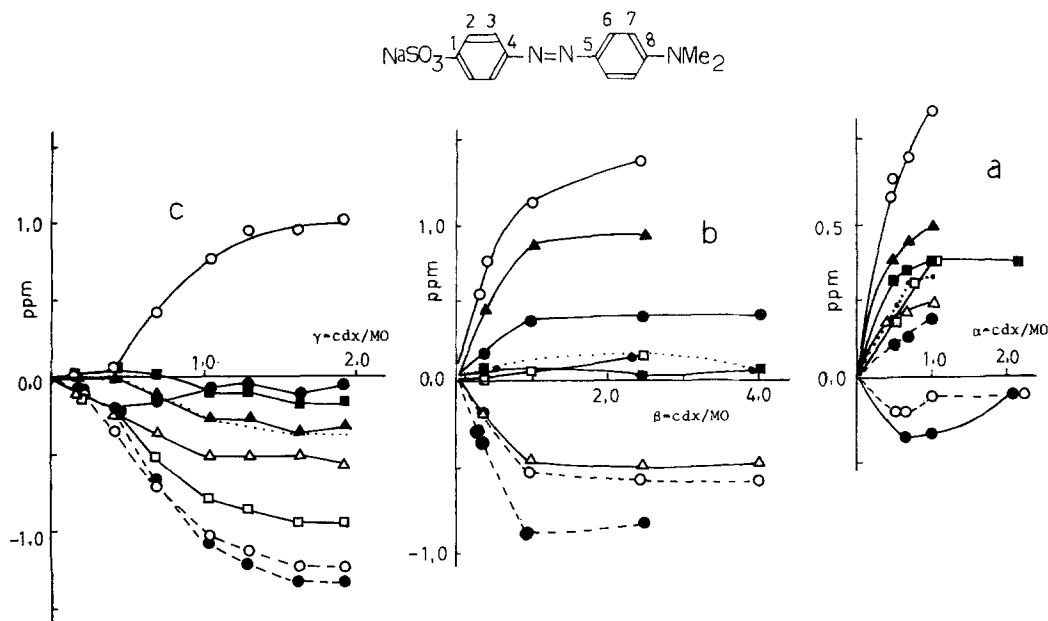 2 3 6 7
1 4 5 8
NaSO3 N=N NMe2
c
1.0
ppm
γ=cdx/MO
1.0 2.0
0.0
-1.0
b
1.0
ppm
0.0
2.0 4.0
β=cdx/MO
-1,0
a
0.5
ppm
α=cdx/MO
1.0 2.0
0.0